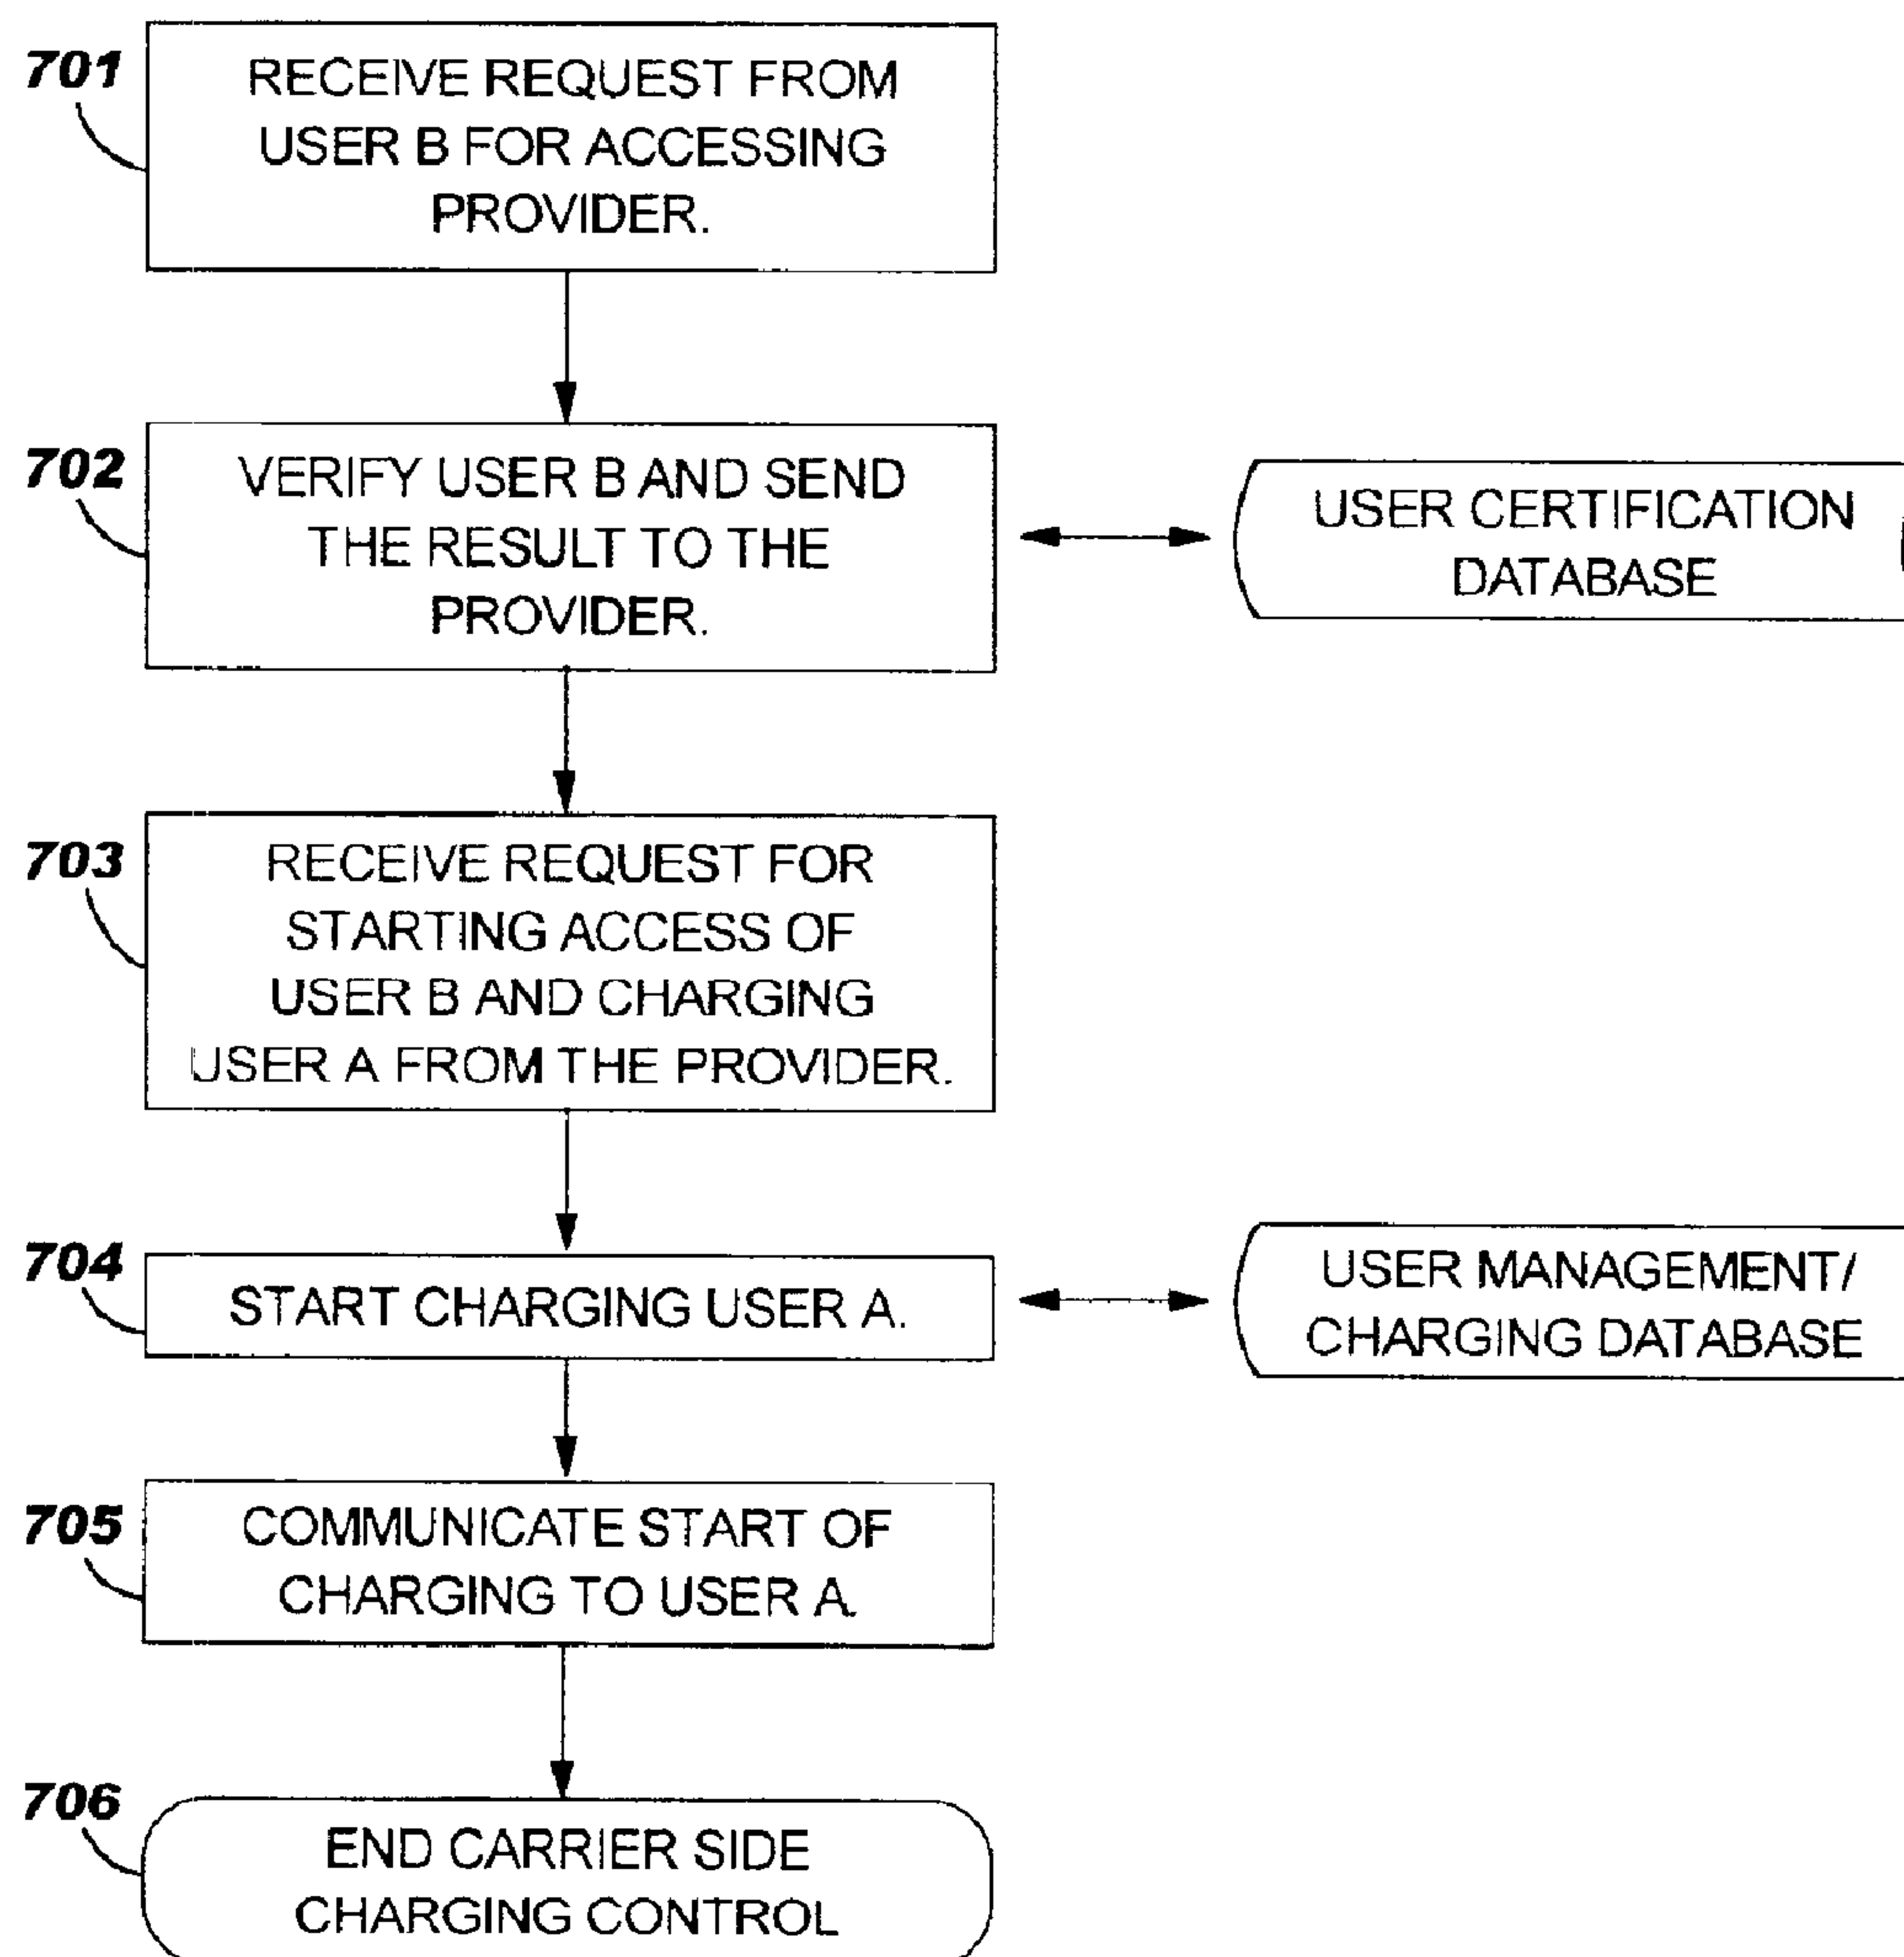 701
RECEIVE REQUEST FROM
USER B FOR ACCESSING
PROVIDER.
702
VERIFY USER B AND SEND
THE RESULT TO THE
PROVIDER.
USER CERTIFICATION
DATABASE
703
RECEIVE REQUEST FOR
STARTING ACCESS OF
USER B AND CHARGING
USER A FROM THE PROVIDER.
704
START CHARGING USER A.
USER MANAGEMENT/
CHARGING DATABASE
705
COMMUNICATE START OF
CHARGING TO USER A.
706
END CARRIER SIDE
CHARGING CONTROL